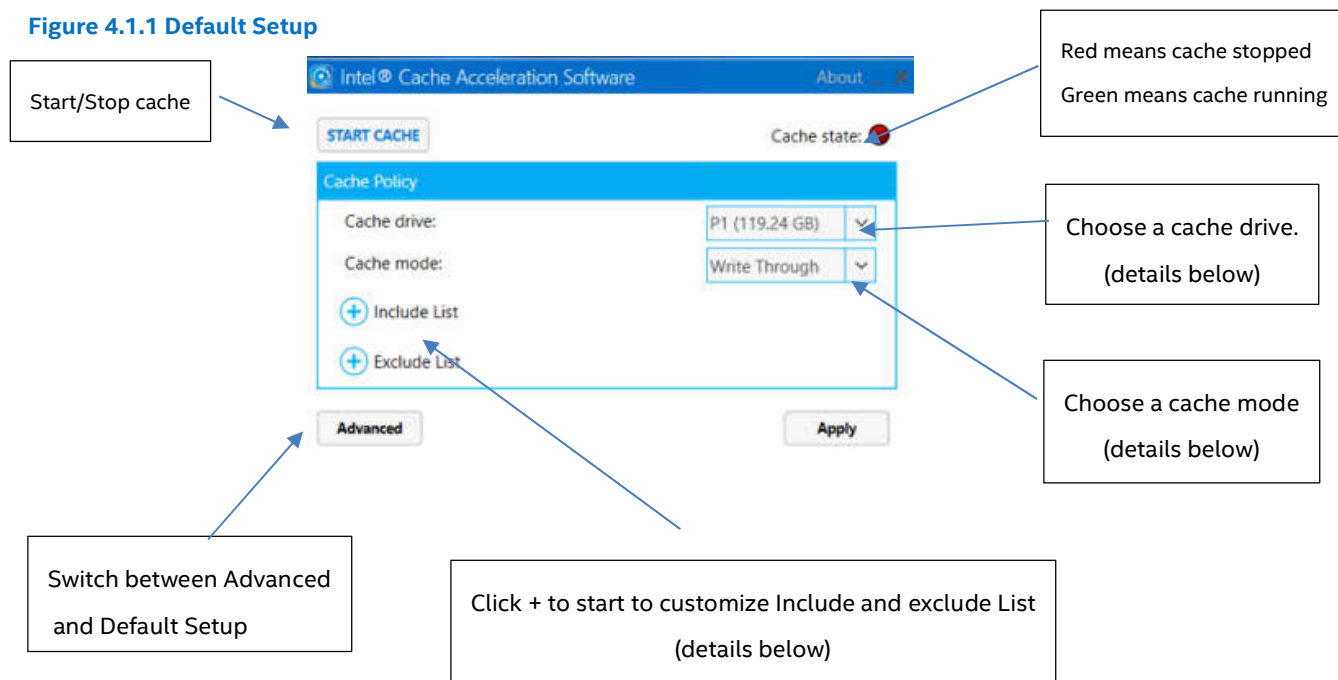 Figure 4.1.1 Default Setup
Red means cache stopped
Green means cache running
Start/Stop cache
Intel® Cache Acceleration Software
About
START CACHE
Cache state:
Cache Policy
Cache drive:
P1 (119.24 GB)
Choose a cache drive.
(details below)
Cache mode:
Write Through
Include List
Exclude List
Choose a cache mode
(details below)
Advanced
Apply
Switch between Advanced
and Default Setup
Click + to start to customize Include and exclude List
(details below)